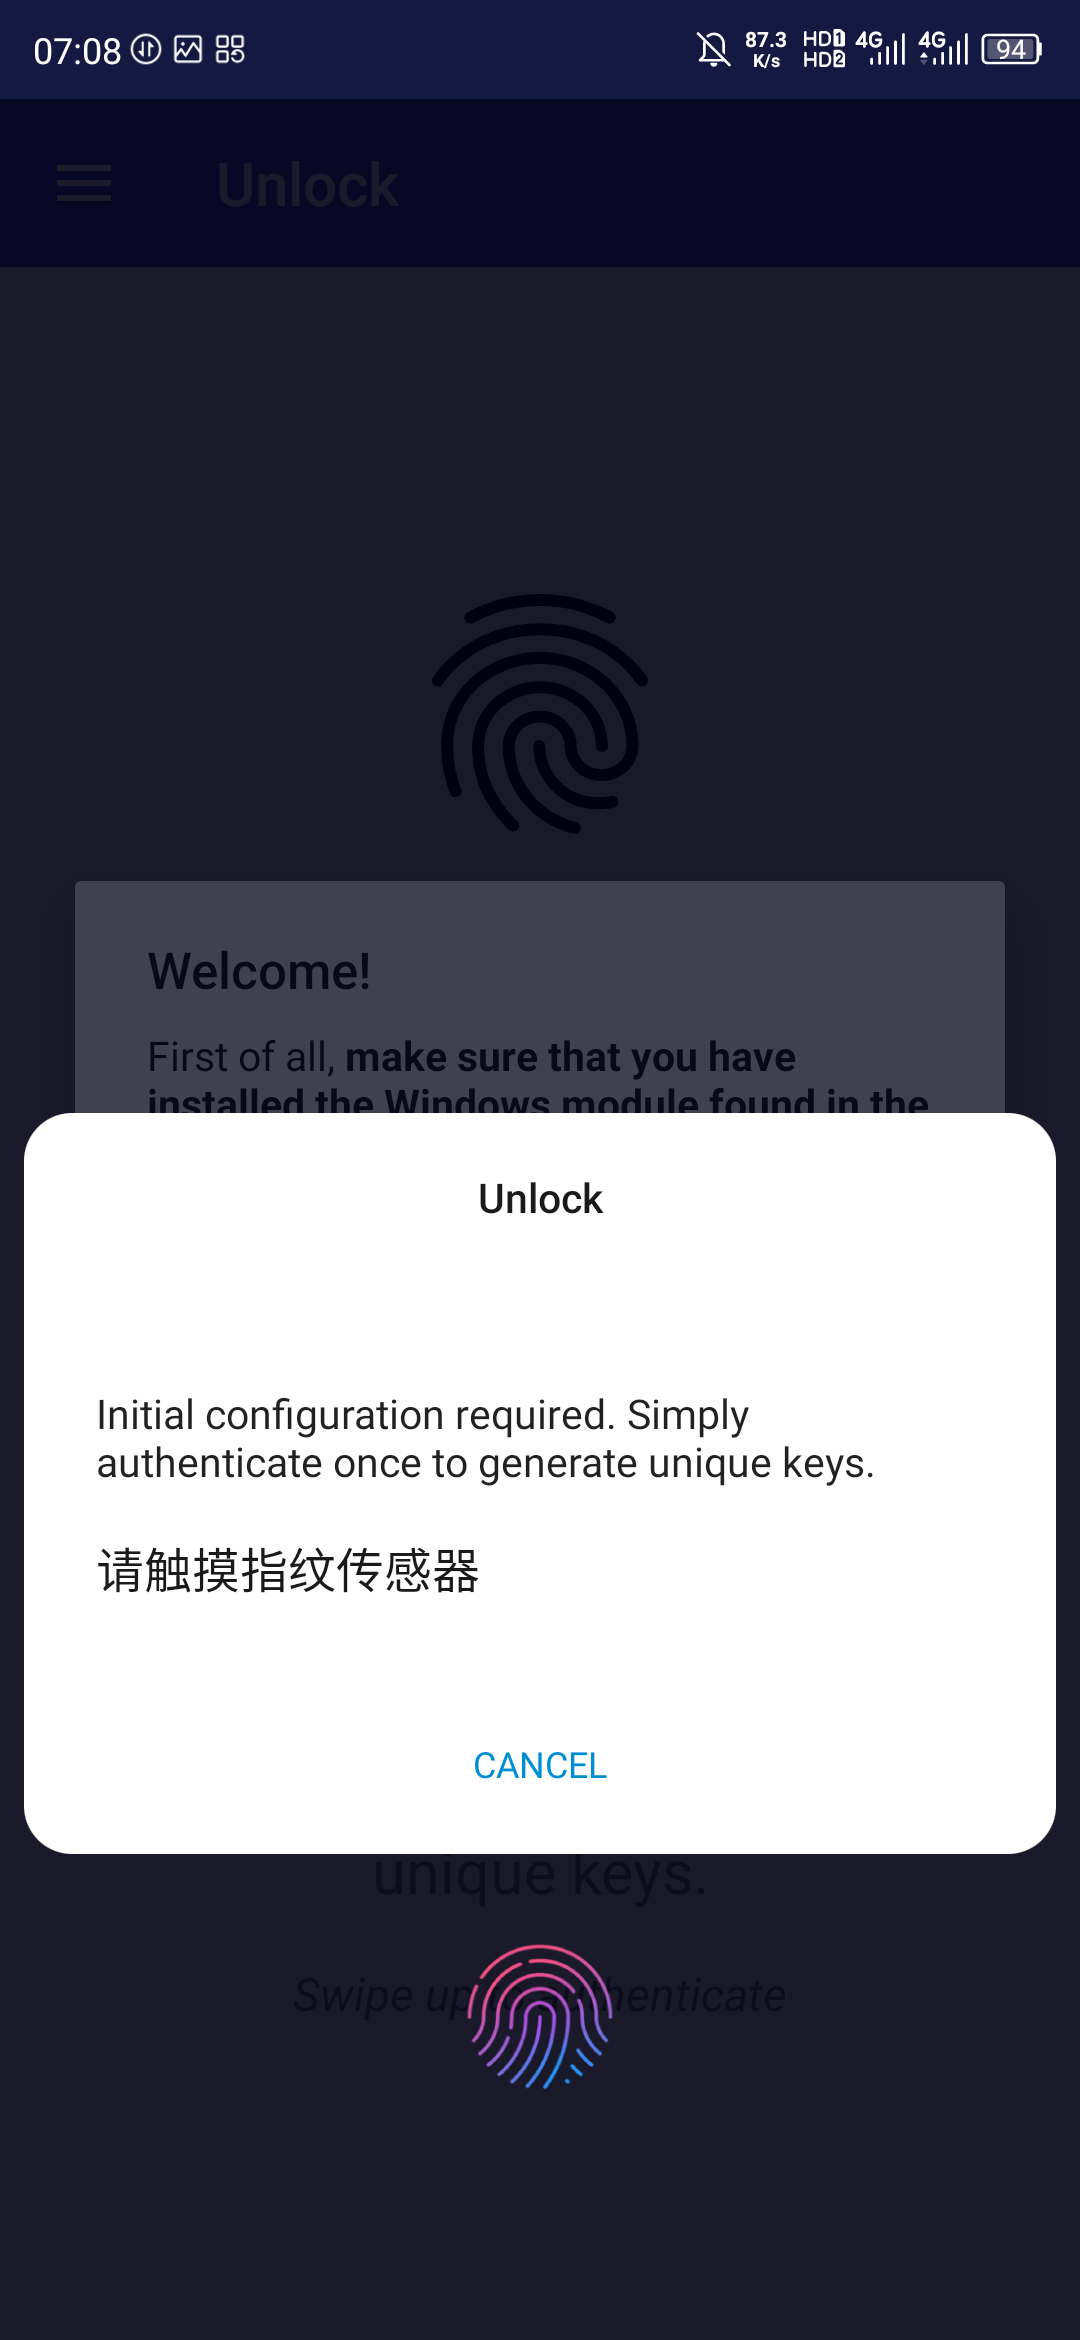 07:08
87.3
K/s
HD1
HD2
4G
4G
94
Unlock
Welcome!
First of all, make sure that you have
installed the Windows module found in the
Unlock
Initial configuration required. Simply
authenticate once to generate unique keys.
请触摸指纹传感器
CANCEL
unique keys.
Swipe up to authenticate